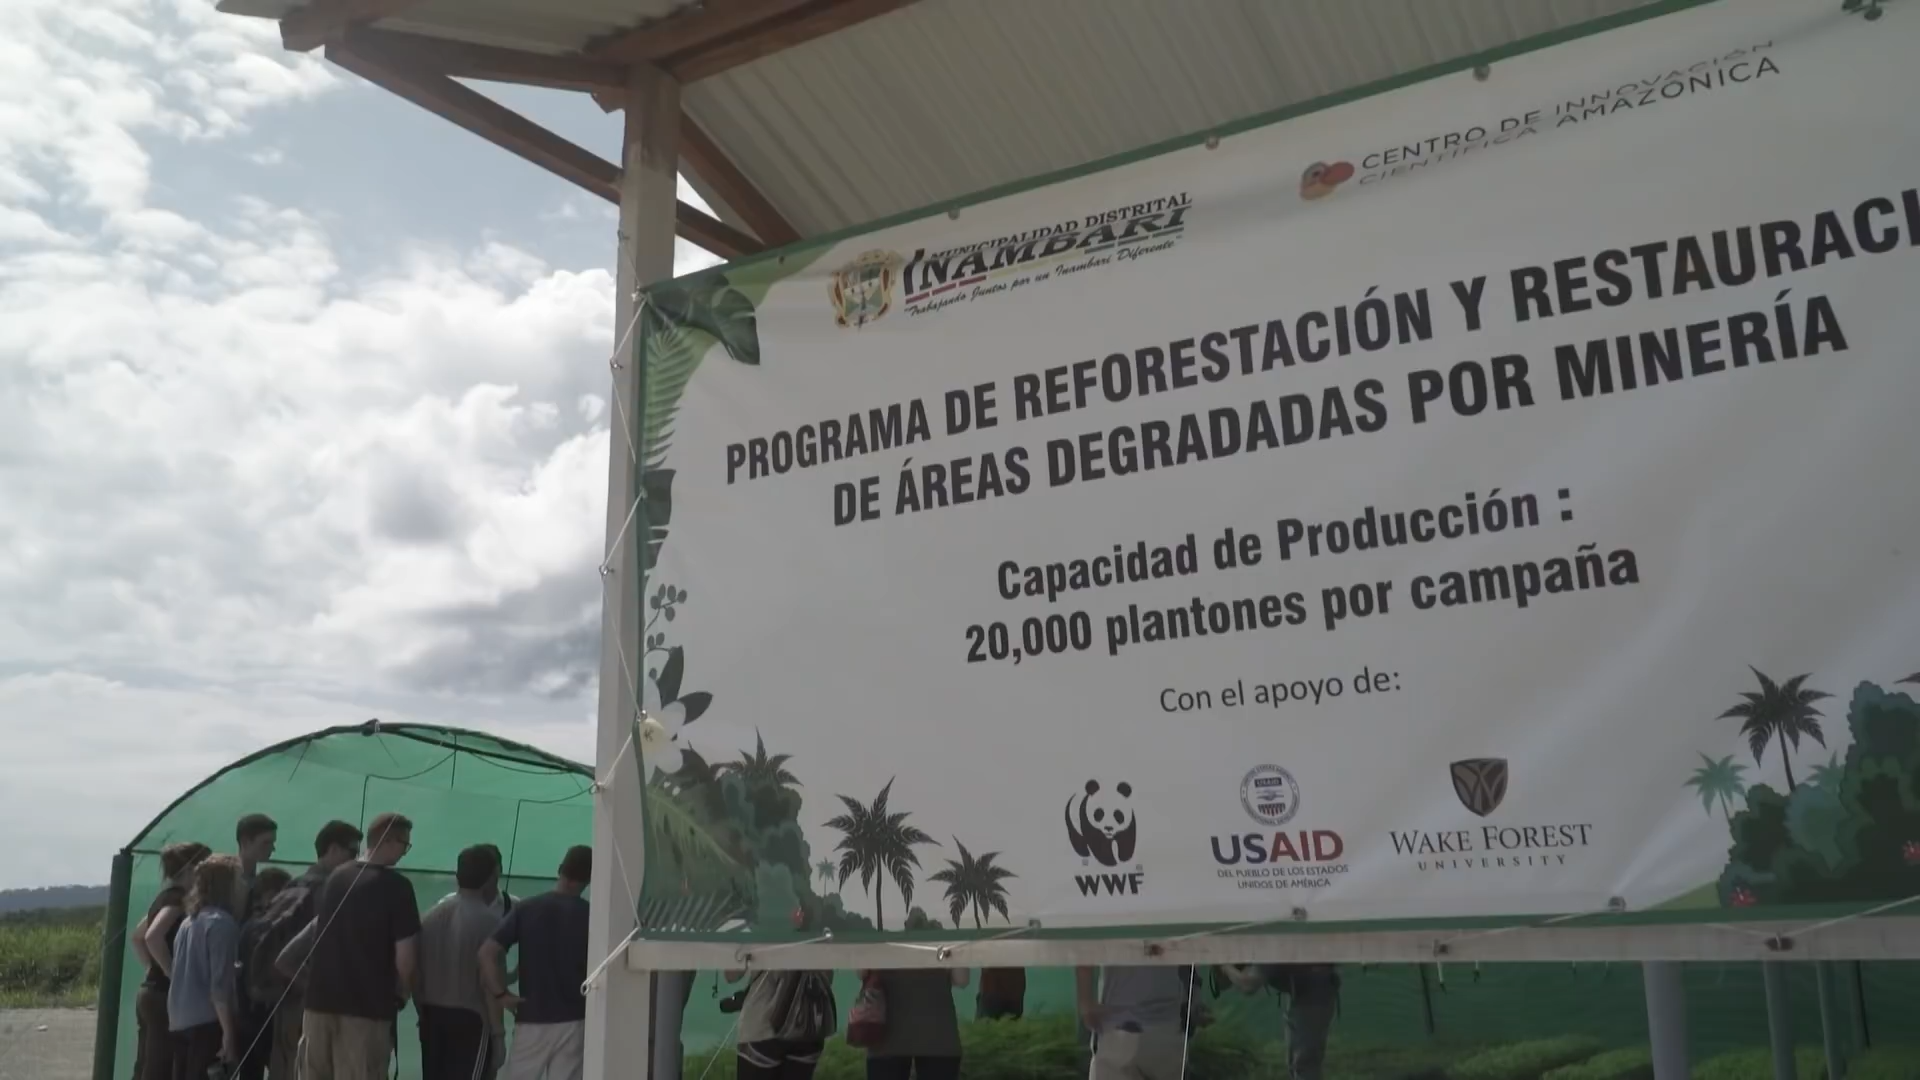 MUNICIPALIDAD DISTRITAL
INAMBARI
Trabajando Juntos por un Inambari Diferente
CENTRO DE INNOVACIÓN
CIENTIFICA AMAZÓNICA
PROGRAMA DE REFORESTACIÓN Y RESTAURACI
DE ÁREAS DEGRADADAS POR MINERÍA
Capacidad de Producción :
20,000 plantones por campaña
Con el apoyo de:
WWF
USAID
USAID
DEL PUEBLO DE LOS ESTADOS
UNIDOS DE AMÉRICA
WAKE FOREST
UNIVERSITY